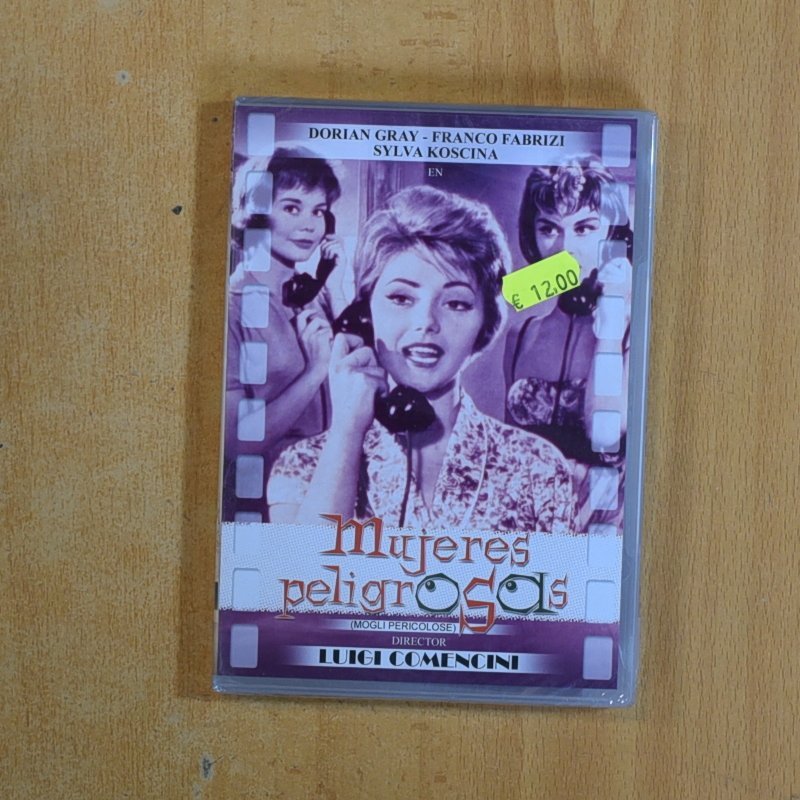 DORIAN GRAY - FRANCO FABRIZI
SYLVA KOSCINA
EN
€ 12,00
Mujeres
peligrosas
(MOGLI PERICOLOSE)
DIRECTOR
LUIGI COMENCINI